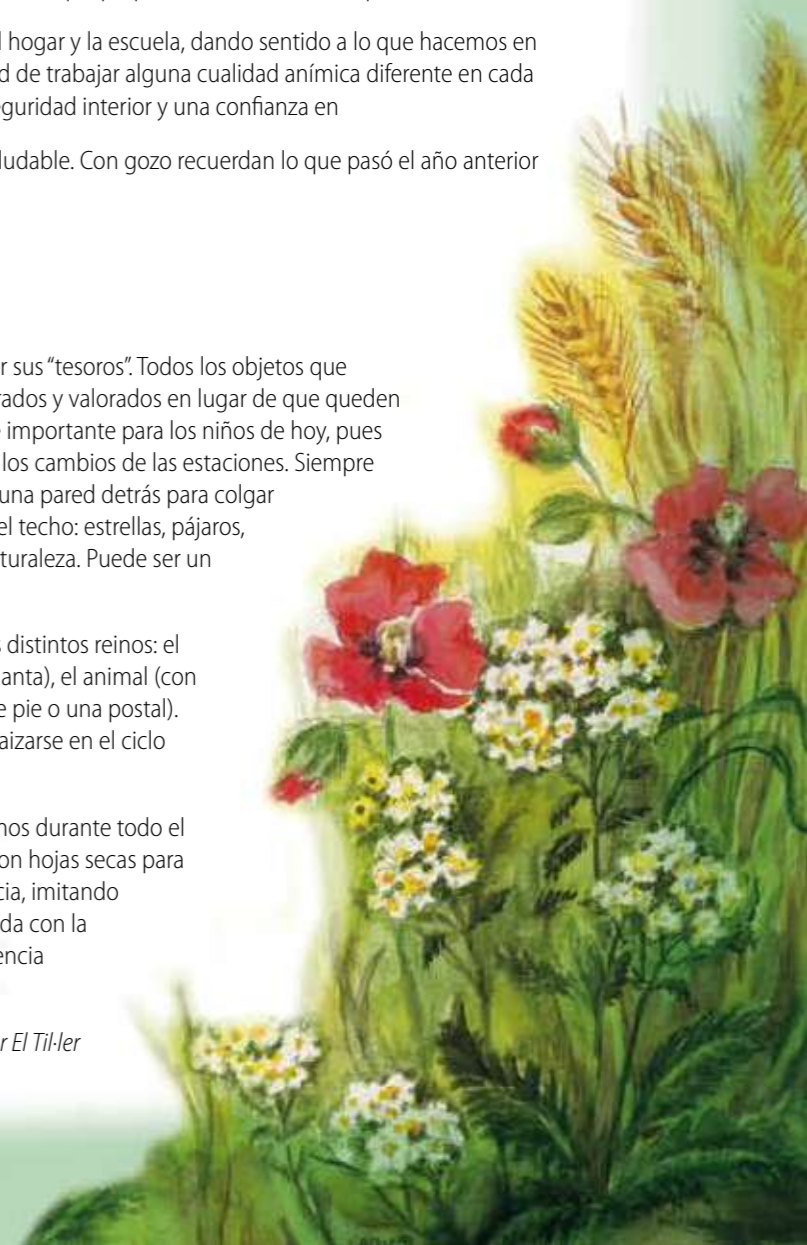 hogar y la escuela, dando sentido a lo que hacemos en
de trabajar alguna cualidad anímica diferente en cada
eguridad interior y una confianza en
ludable. Con gozo recuerdan lo que pasó el año anterior
r sus “tesoros”. Todos los objetos que
rados y valorados en lugar de que queden
e importante para los niños de hoy, pues
los cambios de las estaciones. Siempre
una pared detrás para colgar
el techo: estrellas, pájaros,
turaleza. Puede ser un
s distintos reinos: el
anta), el animal (con
e pie o una postal).
aizarse en el ciclo
mos durante todo el
on hojas secas para
cia, imitando
da con la
encia
r El Til·ler